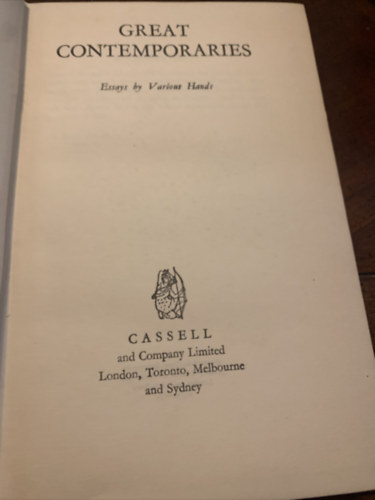 GREAT
CONTEMPORARIES
Essays by Various Hands
CASSELL
and Company Limited
London, Toronto, Melbourne
and Sydney